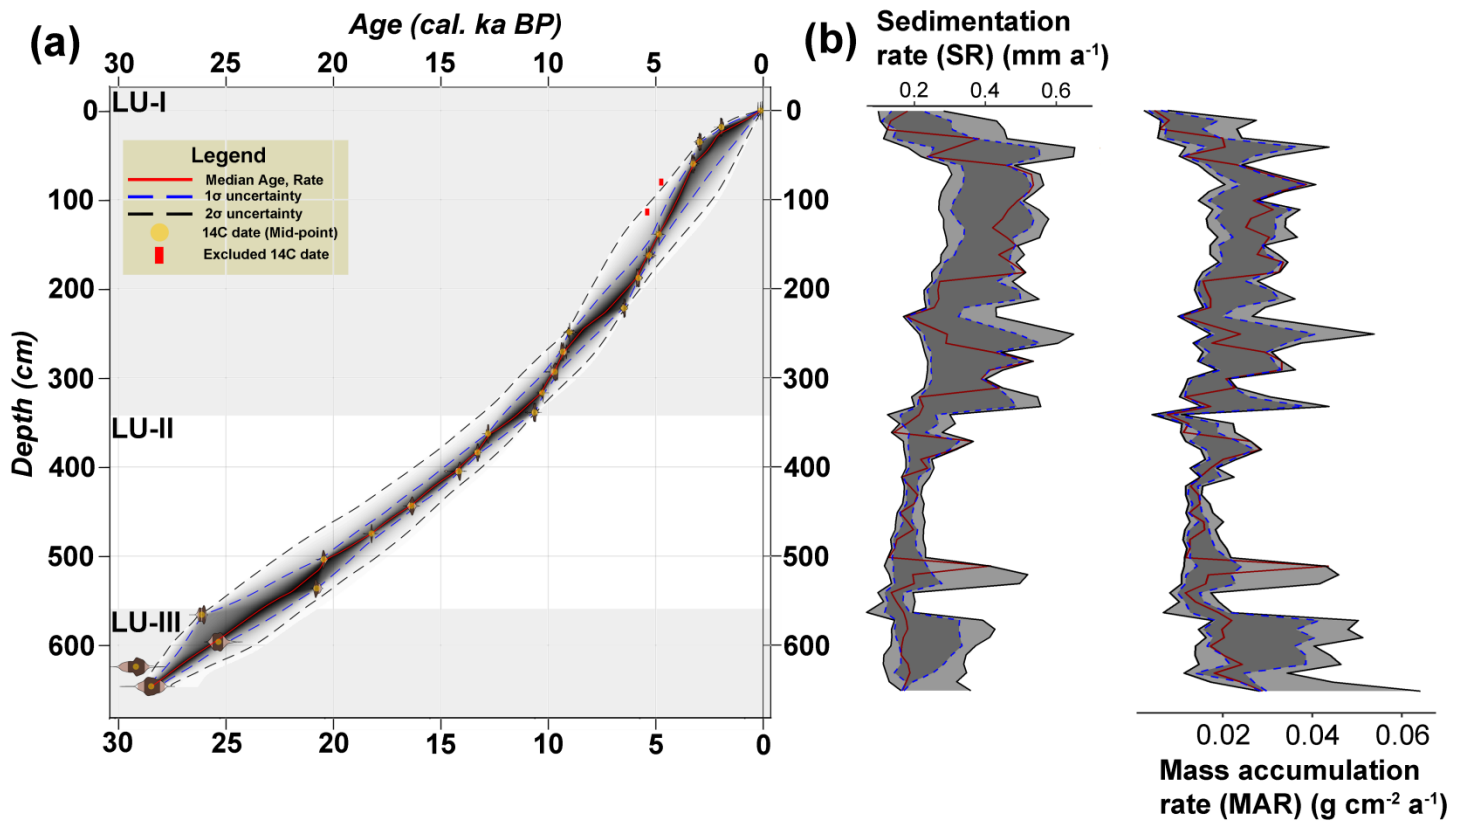 (a)
Age (cal. ka BP)
30 25 20 15 10 5 0
LU-I
Legend
Median Age, Rate
1σ uncertainty
2σ uncertainty
14C date (Mid-point)
Excluded 14C date
LU-II
LU-III
Depth (cm)
0
100
200
300
400
500
600
0
100
200
300
400
500
600
30 25 20 15 10 5 0
(b)
Sedimentation
rate (SR) (mm a⁻¹)
0.2 0.4 0.6
0.02 0.04 0.06
Mass accumulation
rate (MAR) (g cm⁻² a⁻¹)